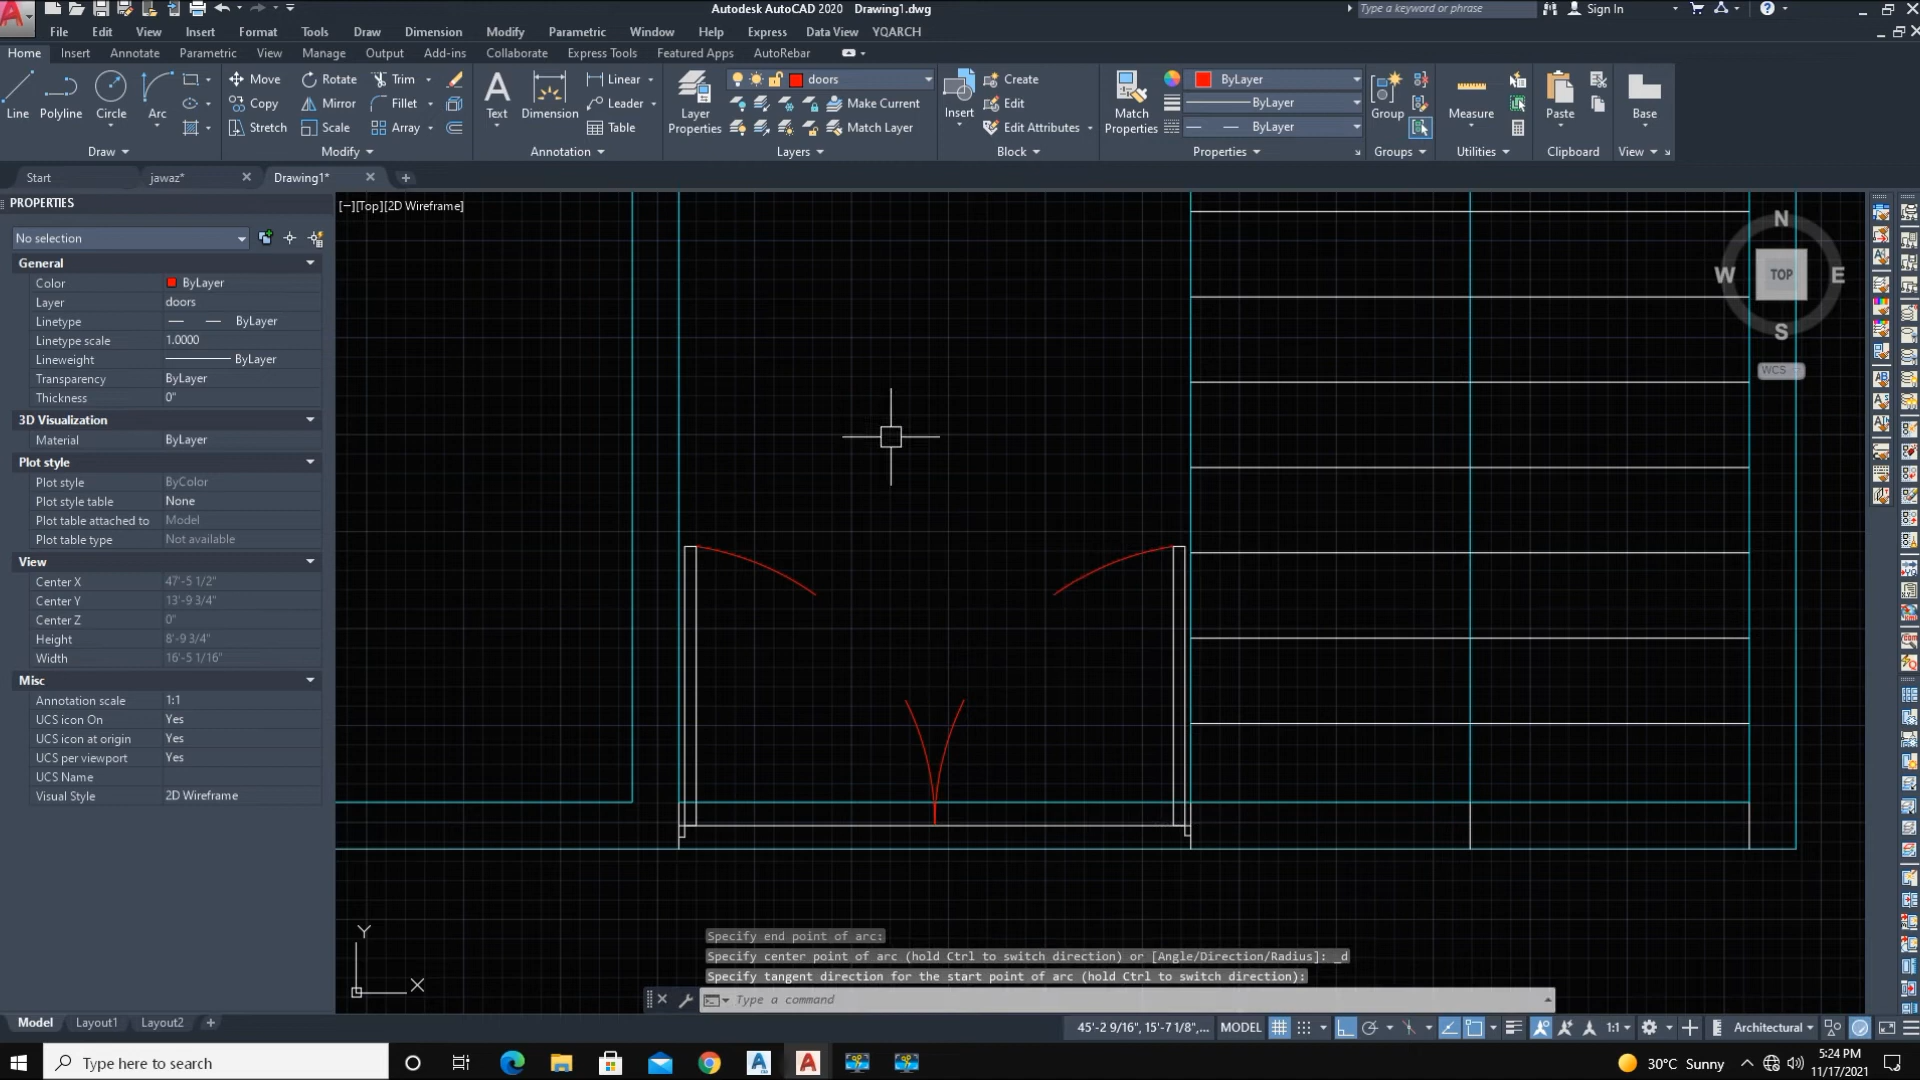 Autodesk AutoCAD 2020 Drawing1.dwg
Type a keyword or phrase
Sign In
File Edit View Insert Format Tools Draw Dimension Modify Parametric Window Help Express Data View YQARCH
Home Insert Annotate Parametric View Manage Output Add-ins Collaborate Express Tools Featured Apps AutoRebar
Line Polyline Circle Arc
Move Rotate Trim
Copy Mirror Fillet
Stretch Scale Array
Text Dimension
Linear
Leader
Table
Layer Properties
doors
Make Current
Match Layer
Insert
Create
Edit
Edit Attributes
Match Properties
ByLayer
ByLayer
ByLayer
Group
Measure
Paste
Base
Draw Modify Annotation Layers Block Properties Groups Utilities Clipboard View
Start jawaz* Drawing1*
PROPERTIES
[−][Top][2D Wireframe]
No selection
General
Color ByLayer
Layer doors
Linetype ByLayer
Linetype scale 1.0000
Lineweight ByLayer
Transparency ByLayer
Thickness 0"
3D Visualization
Material ByLayer
Plot style
Plot style ByColor
Plot style table None
Plot table attached to Model
Plot table type Not available
View
Center X 47'-5 1/2"
Center Y 13'-9 3/4"
Center Z 0"
Height 8'-9 3/4"
Width 16'-5 1/16"
Misc
Annotation scale 1:1
UCS icon On Yes
UCS icon at origin Yes
UCS per viewport Yes
UCS Name
Visual Style 2D Wireframe
N
W TOP E
S
WCS
Y
X
Specify end point of arc:
Specify center point of arc (hold Ctrl to switch direction) or [Angle/Direction/Radius]: _d
Specify tangent direction for the start point of arc (hold Ctrl to switch direction):
Type a command
Model Layout1 Layout2 +
45'-2 9/16", 15'-7 1/8",... MODEL 1:1 Architectural
Type here to search
30°C Sunny
5:24 PM
11/17/2021